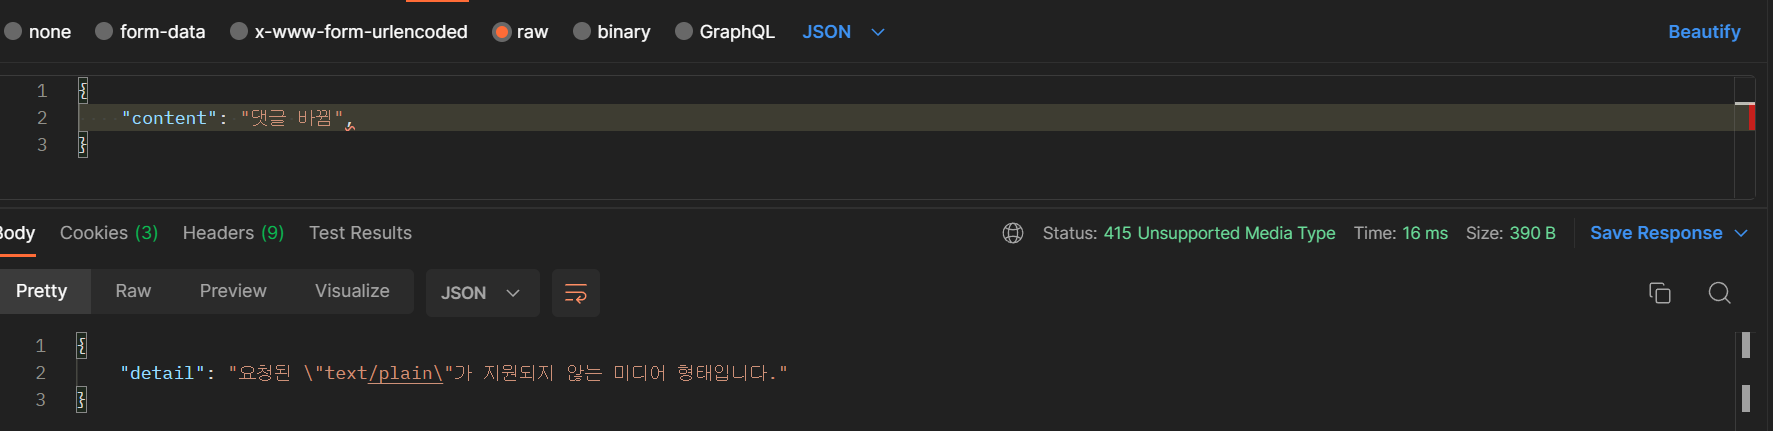 none form-data x-www-form-urlencoded raw binary GraphQL JSON Beautify
1 {
2 "content": "댓글 바뀜",
3 }
Body Cookies (3) Headers (9) Test Results Status: 415 Unsupported Media Type Time: 16 ms Size: 390 B Save Response
Pretty Raw Preview Visualize JSON
1 {
2 "detail": "요청된 \"text/plain\"가 지원되지 않는 미디어 형태입니다."
3 }